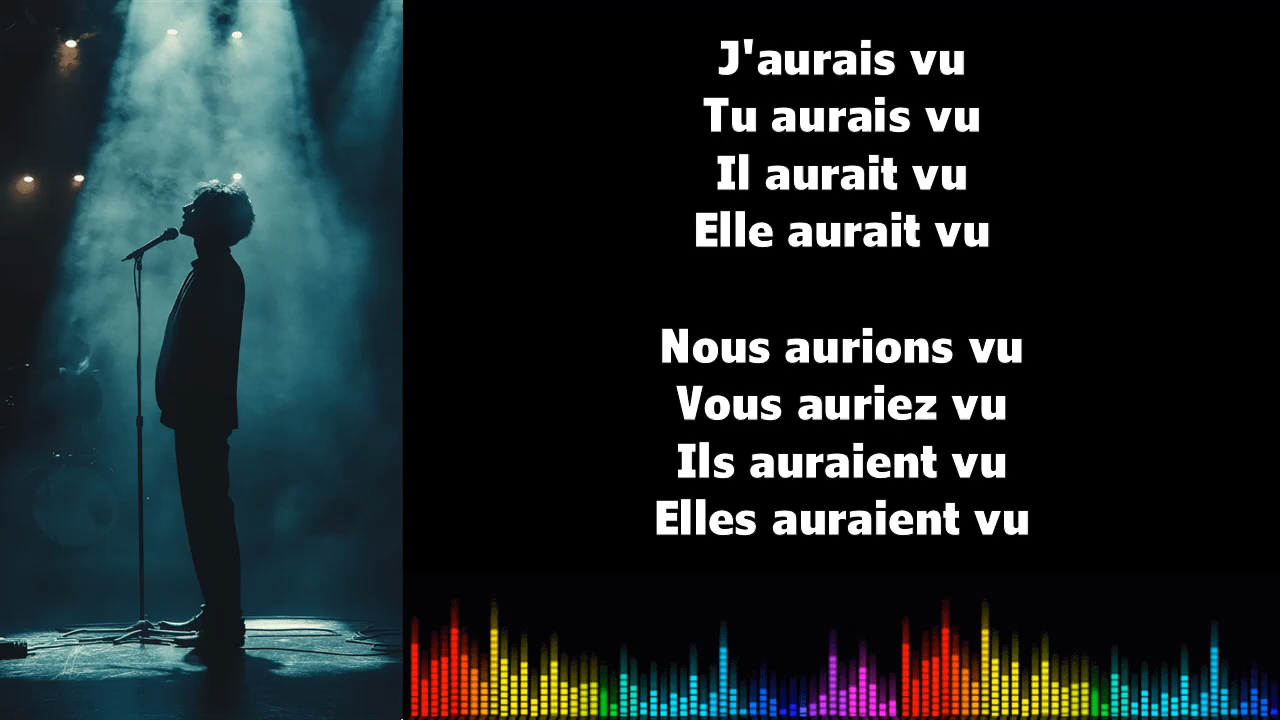 J'aurais vu
Tu aurais vu
Il aurait vu
Elle aurait vu
Nous aurions vu
Vous auriez vu
Ils auraient vu
Elles auraient vu